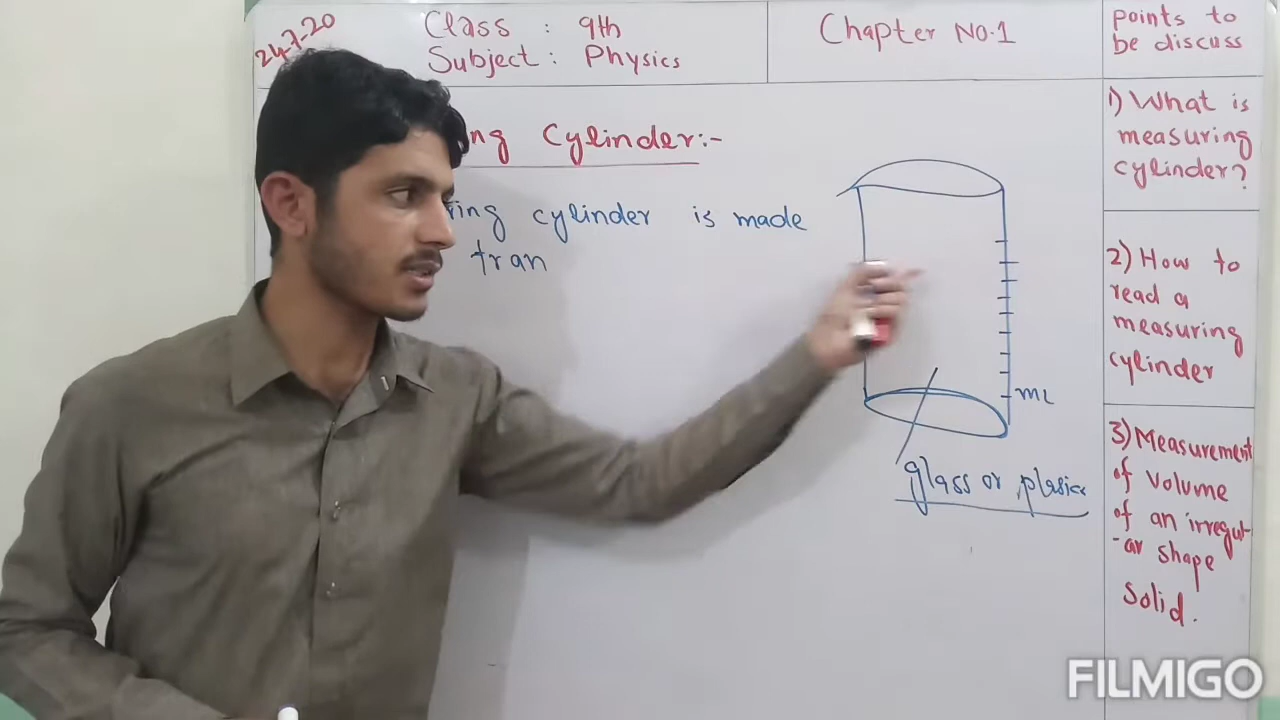 24-7-20
Class : 9th
Subject : Physics
Chapter No.1
points to
be discuss
ng Cylinder:-
ring cylinder is made
tran
mL
glass or plasic
1) What is
measuring
cylinder?
2) How to
read a
measuring
cylinder
3) Measurement
of volume
of an irregul-
-ar shape
solid.
FILMIGO